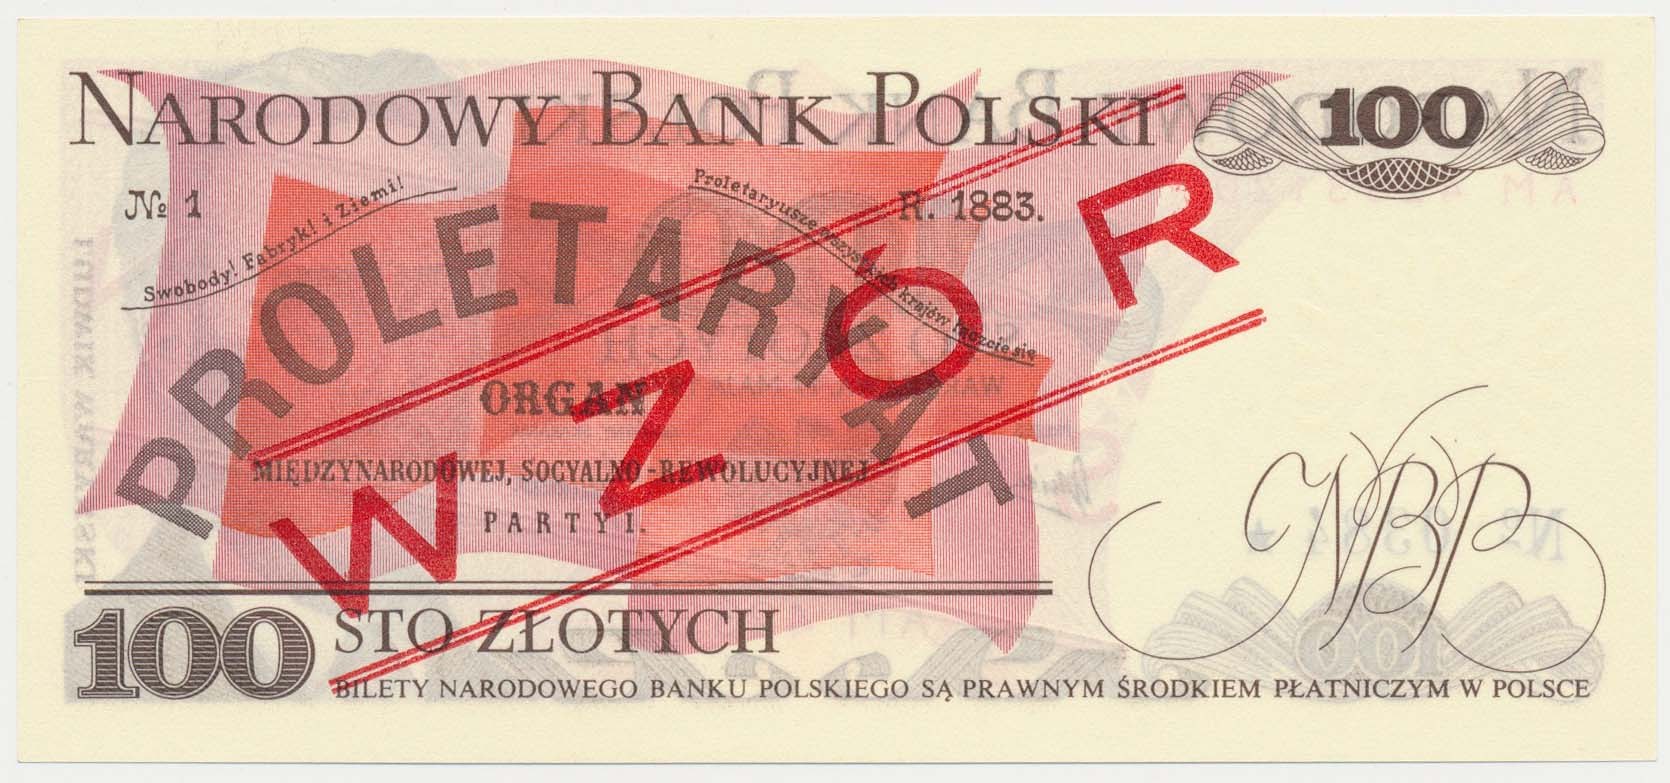 NARODOWY BANK POLSKI
100
№ 1
Swobody! Fabryk! i Ziemi!
Proletaryusze wszystkich krajów łączcie się
R. 1883.
PROLETARYAT
ORGAN
MIĘDZYNARODOWEJ, SOCYALNO-REWOLUCYJNEJ
PARTYI.
WZÓR
NBP
100
STO ZŁOTYCH
BILETY NARODOWEGO BANKU POLSKIEGO SĄ PRAWNYM ŚRODKIEM PŁATNICZYM W POLSCE